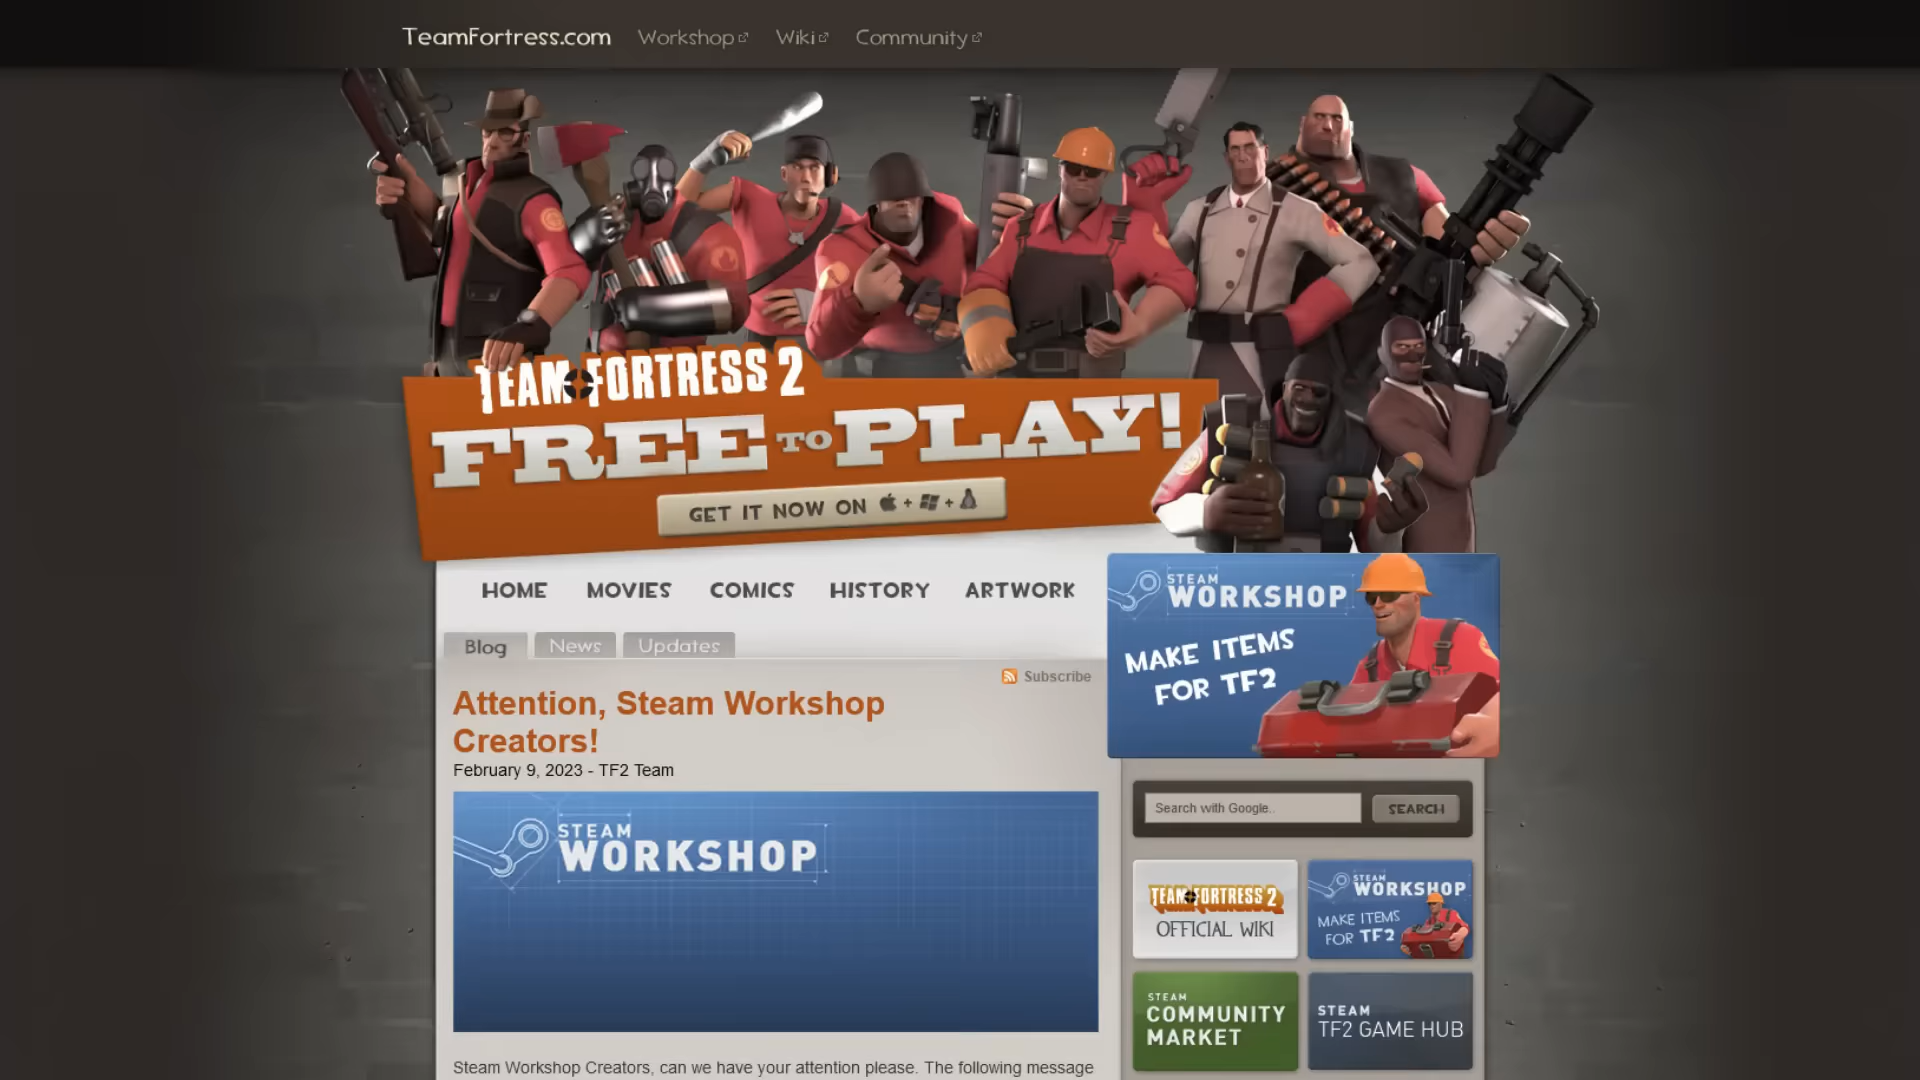 TeamFortress.com Workshop Wiki Community
TEAM FORTRESS 2
FREE TO PLAY!
GET IT NOW ON + +
HOME MOVIES COMICS HISTORY ARTWORK
Blog News Updates
Subscribe
Attention, Steam Workshop
Creators!
February 9, 2023 - TF2 Team
STEAM
WORKSHOP
Steam Workshop Creators, can we have your attention please. The following message
STEAM
WORKSHOP
MAKE ITEMS
FOR TF2
Search with Google.. SEARCH
TEAM FORTRESS 2
OFFICIAL WIKI
STEAM
WORKSHOP
MAKE ITEMS
FOR TF2
STEAM
COMMUNITY
MARKET
STEAM
TF2 GAME HUB